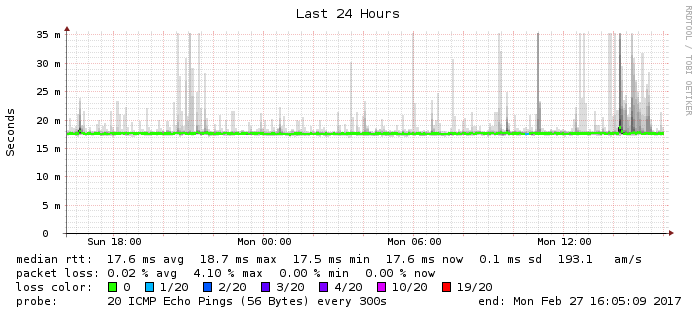 Last 24 Hours
RRDTOOL / TOBI OETIKER
Seconds
35 m
30 m
25 m
20 m
15 m
10 m
5 m
0
Sun 18:00 Mon 00:00 Mon 06:00 Mon 12:00
median rtt: 17.6 ms avg 18.7 ms max 17.5 ms min 17.6 ms now 0.1 ms sd 193.1 am/s
packet loss: 0.02 % avg 4.10 % max 0.00 % min 0.00 % now
loss color: 0 1/20 2/20 3/20 4/20 10/20 19/20
probe: 20 ICMP Echo Pings (56 Bytes) every 300s end: Mon Feb 27 16:05:09 2017